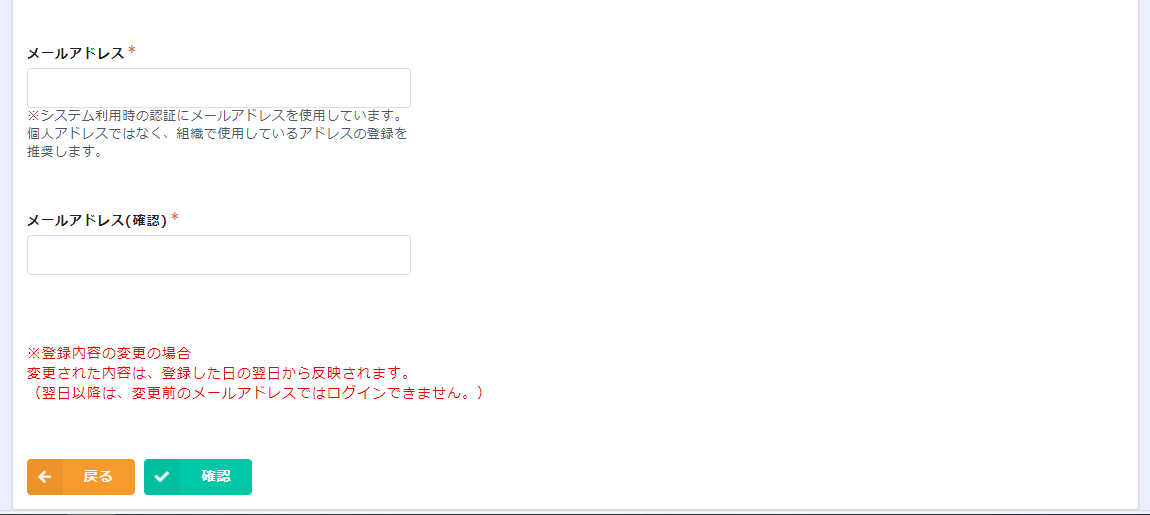 メールアドレス*
※システム利用時の認証にメールアドレスを使用しています。
個人アドレスではなく、組織で使用しているアドレスの登録を
推奨します。
メールアドレス(確認)*
※登録内容の変更の場合
変更された内容は、登録した日の翌日から反映されます。
（翌日以降は、変更前のメールアドレスではログインできません。）
戻る 確認